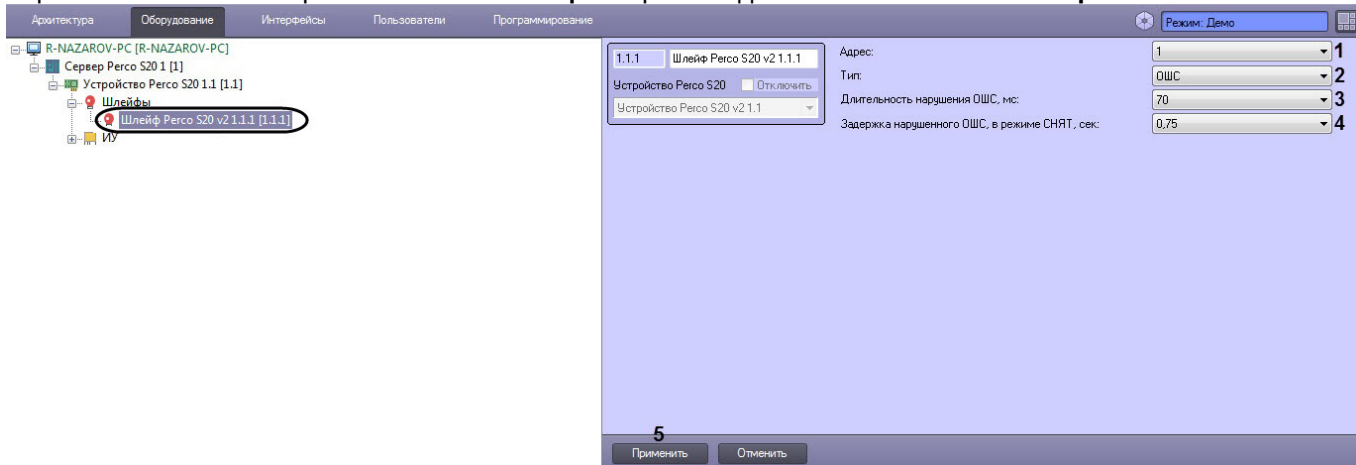 Архитектура Оборудование Интерфейсы Пользователи Программирование Режим: Демо
R-NAZAROV-PC [R-NAZAROV-PC]
Сервер Perco S20 1 [1]
Устройство Perco S20 1.1 [1.1]
Шлейфы
Шлейф Perco S20 v2 1.1.1 [1.1.1]
ИУ
1.1.1 Шлейф Perco S20 v2 1.1.1
Устройство Perco S20 Отключить
Устройство Perco S20 v2 1.1
Адрес: 1 1
Тип: ОШС 2
Длительность нарушения ОШС, мс: 70 3
Задержка нарушенного ОШС, в режиме СНЯТ, сек: 0,75 4
5
Применить Отменить